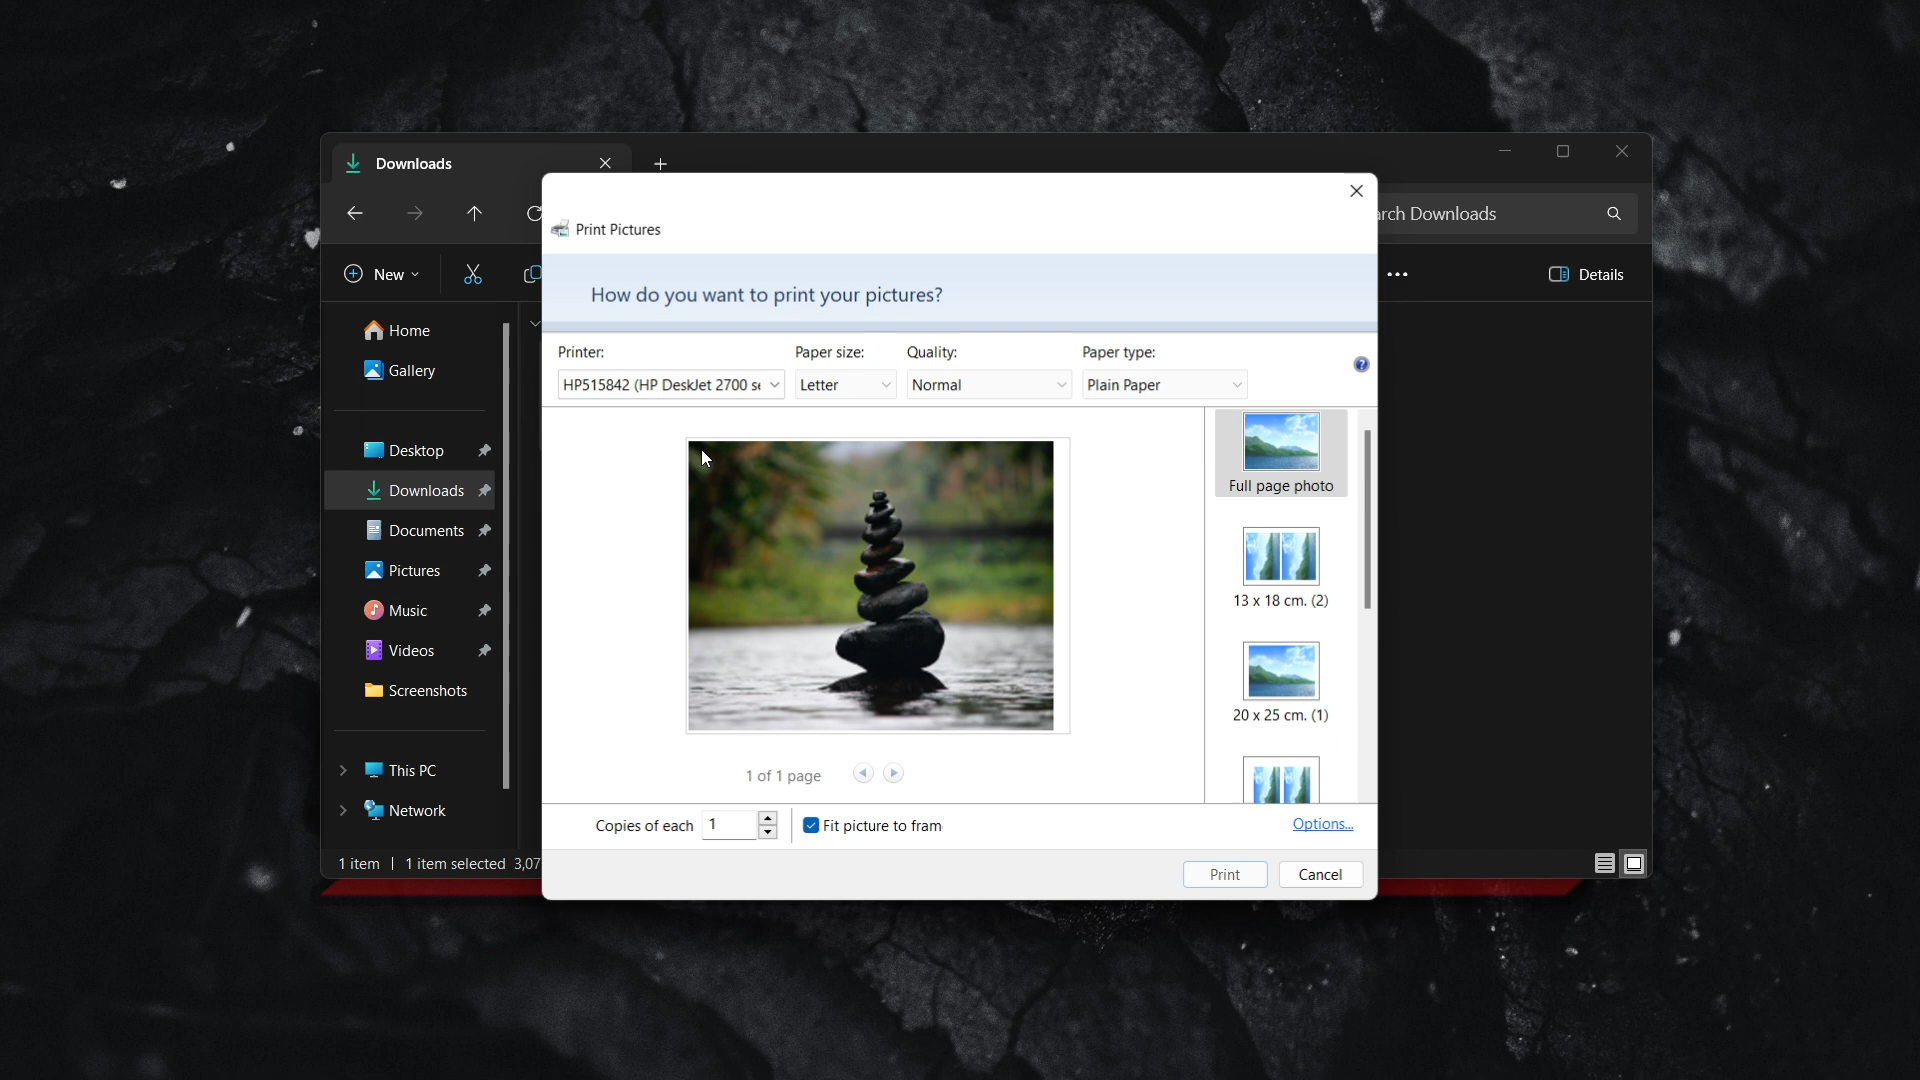 Downloads
arch Downloads
Print Pictures
New
Details
How do you want to print your pictures?
Home
Gallery
Desktop
Downloads
Documents
Pictures
Music
Videos
Screenshots
This PC
Network
Printer:
Paper size:
Quality:
Paper type:
HP515842 (HP DeskJet 2700 se
Letter
Normal
Plain Paper
Full page photo
13 x 18 cm. (2)
20 x 25 cm. (1)
1 of 1 page
Copies of each 1
Fit picture to fram
Options...
1 item
1 item selected 3,07
Print
Cancel